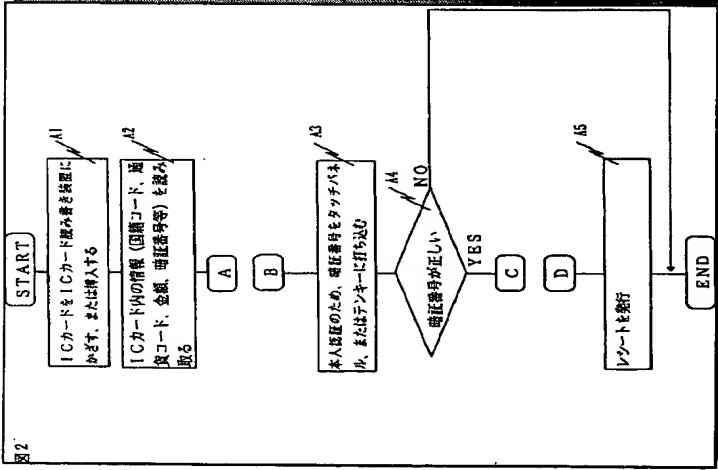 図2
START
ICカードをICカード読み書き装置に
かざす、または挿入する
A1
ICカード内の情報(国籍コード、通
貨コード、金額、暗証番号等)を読み
取る
A2
A
B
本人認証のため、暗証番号をタッチパネ
ル、またはテンキーに打ち込む
A3
暗証番号が正しい
A4
NO
YES
C
D
レシートを発行
A5
END